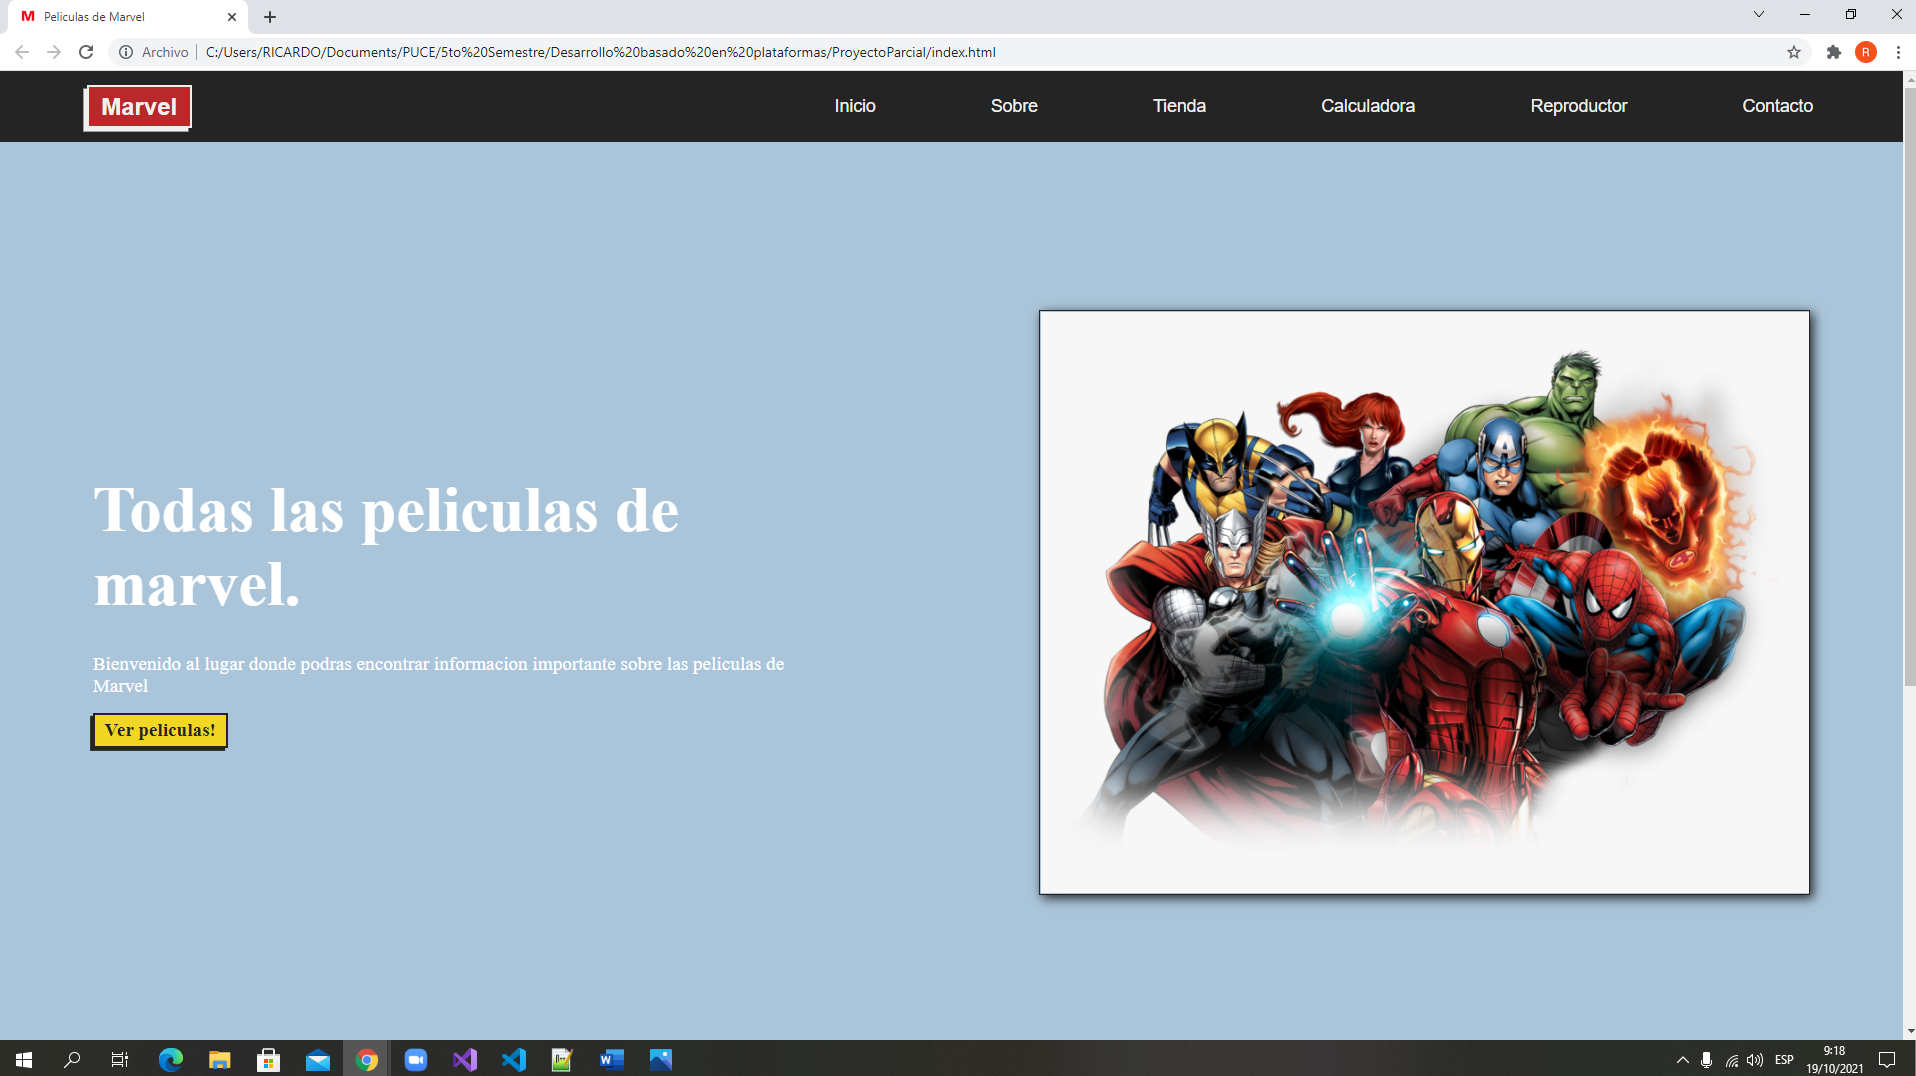 M Peliculas de Marvel
Archivo C:/Users/RICARDO/Documents/PUCE/5to%20Semestre/Desarrollo%20basado%20en%20plataformas/ProyectoParcial/index.html R
Marvel Inicio Sobre Tienda Calculadora Reproductor Contacto
A
Todas las peliculas de
marvel.
Bienvenido al lugar donde podras encontrar informacion importante sobre las peliculas de
Marvel
Ver peliculas!
W ESP 9:18
19/10/2021